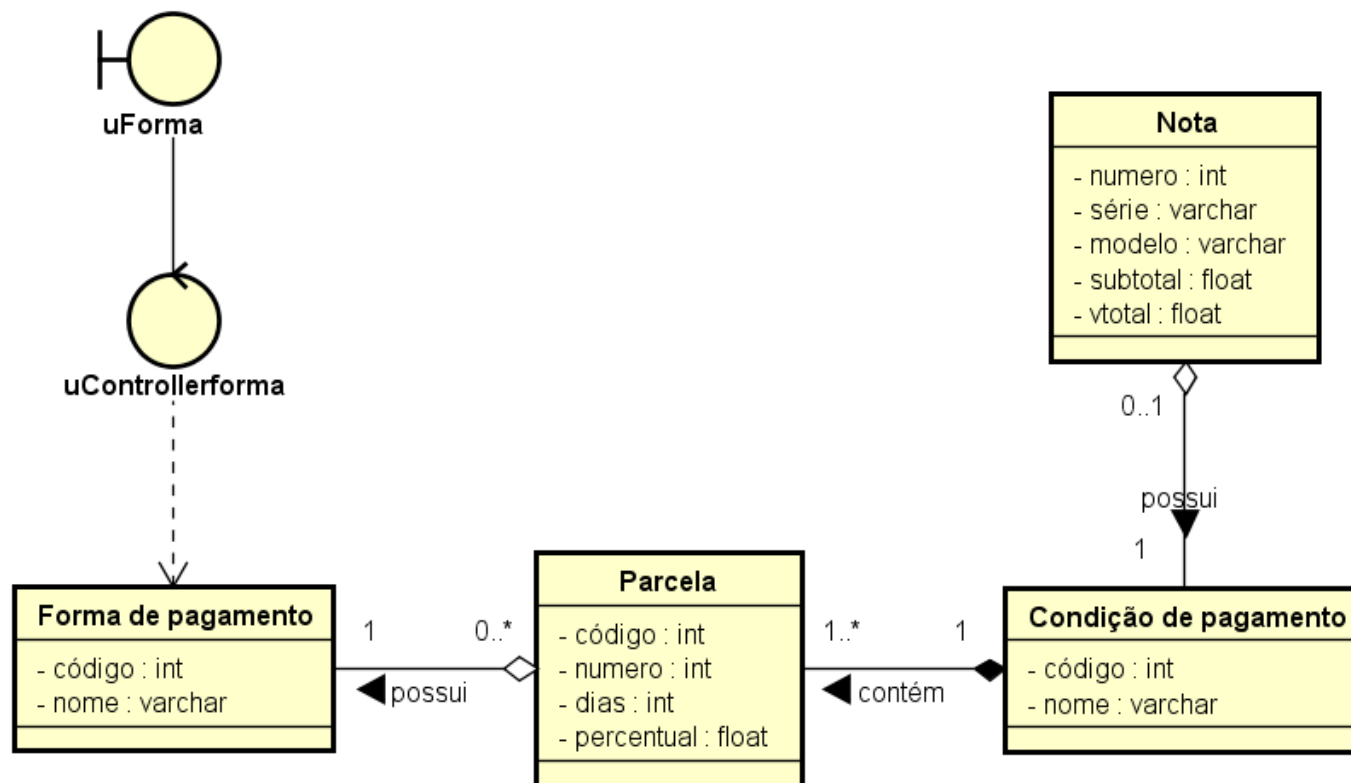 uForma
uControllerforma
Nota
- numero : int
- série : varchar
- modelo : varchar
- subtotal : float
- vtotal : float
0..1
possui
1
Forma de pagamento
- código : int
- nome : varchar
1
0..*
possui
Parcela
- código : int
- numero : int
- dias : int
- percentual : float
1..*
1
contém
Condição de pagamento
- código : int
- nome : varchar